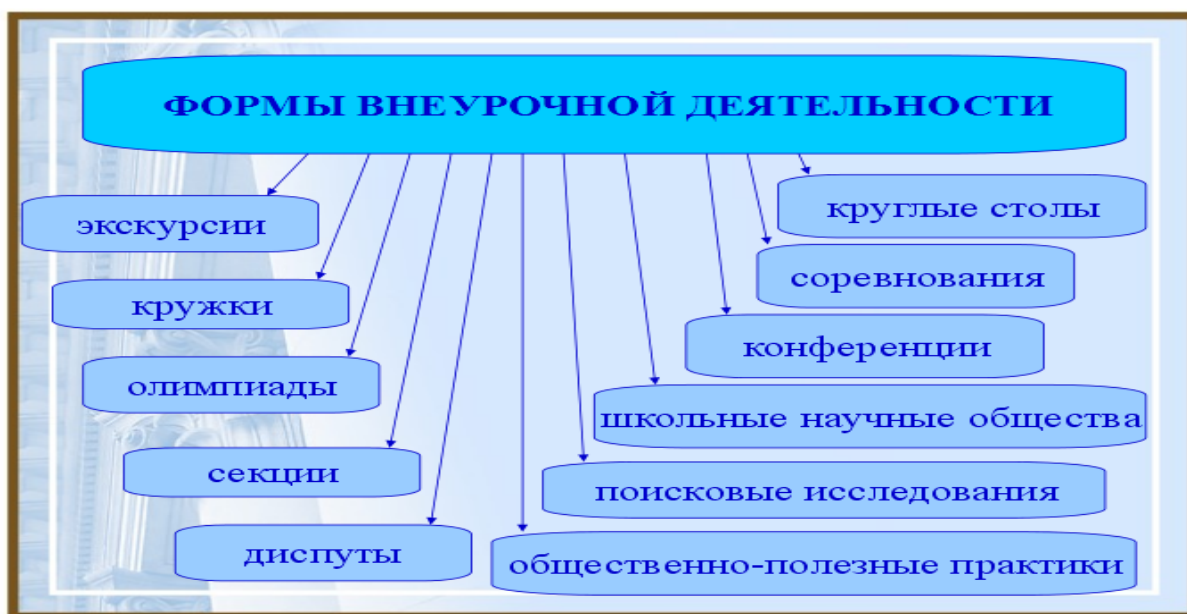 ФОРМЫ ВНЕУРОЧНОЙ ДЕЯТЕЛЬНОСТИ
экскурсии
кружки
олимпиады
секции
диспуты
круглые столы
соревнования
конференции
школьные научные общества
поисковые исследования
общественно-полезные практики